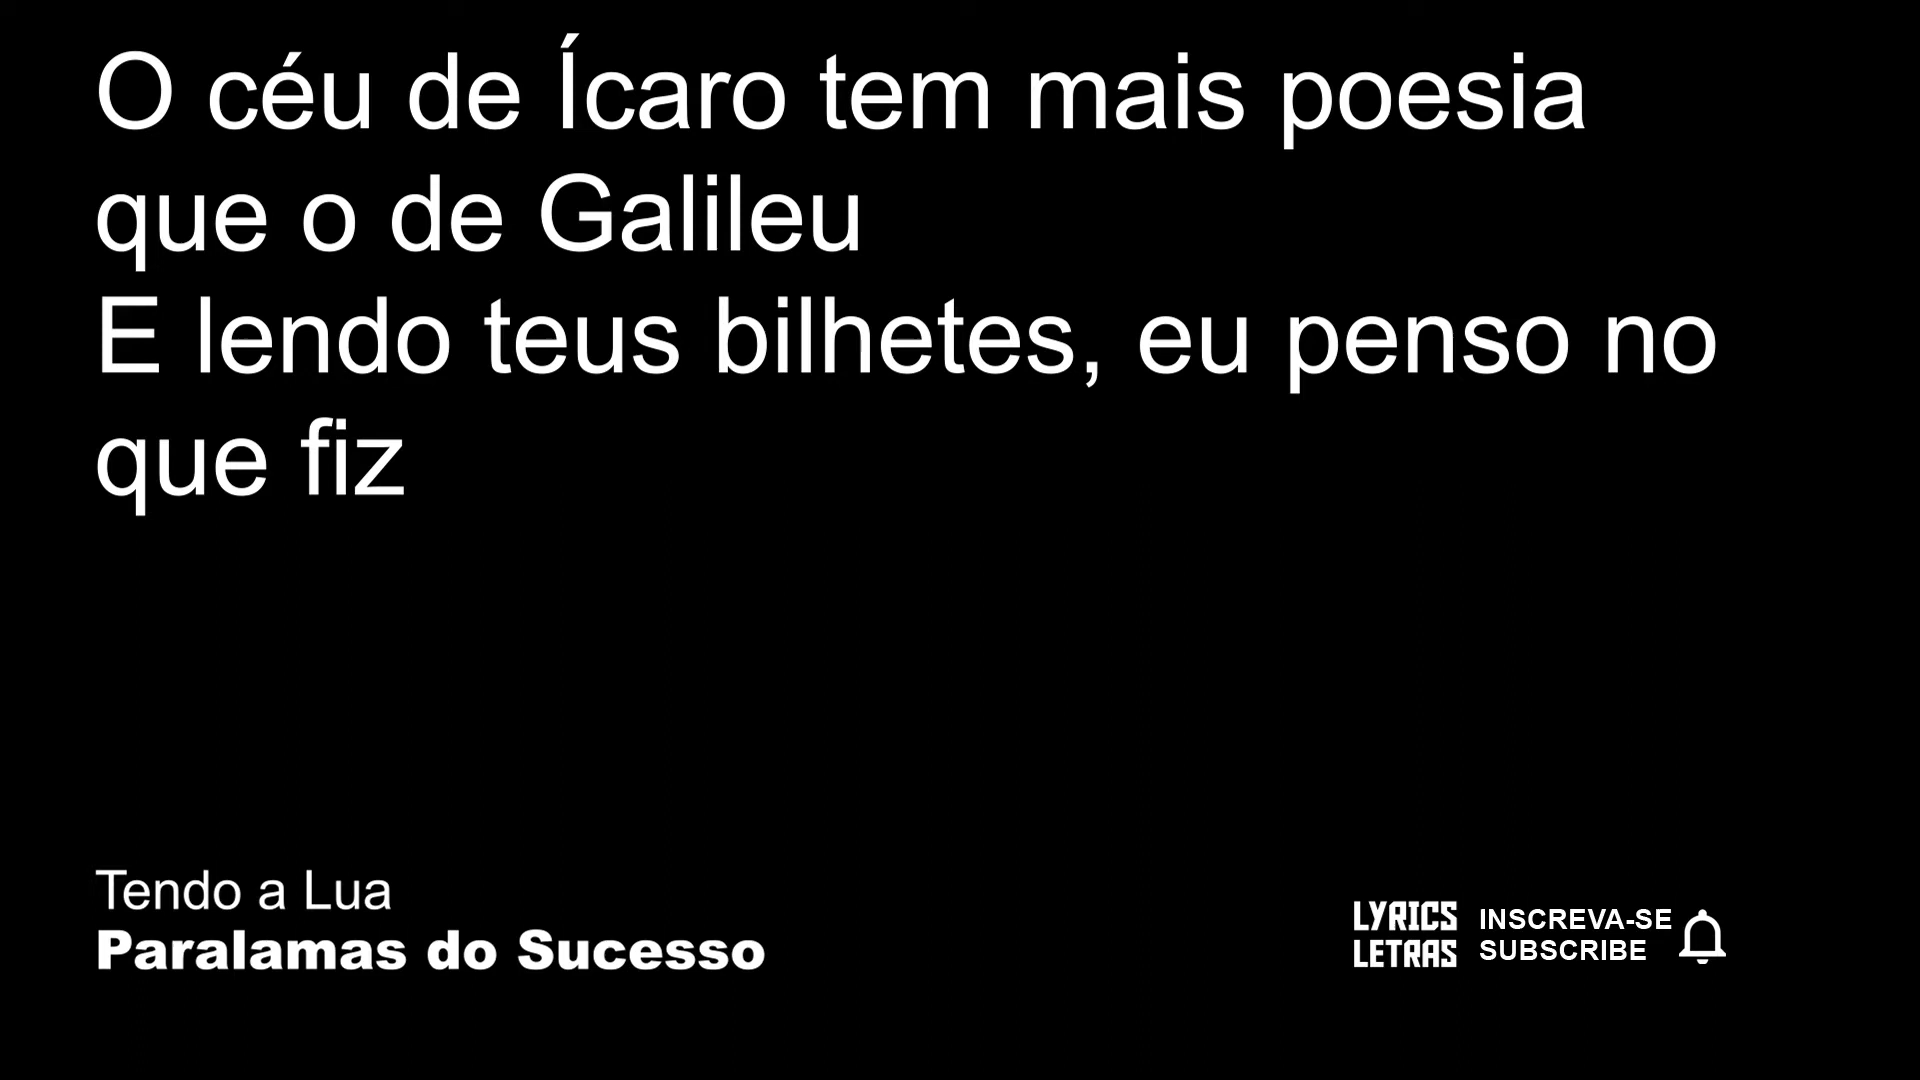 O céu de Ícaro tem mais poesia
que o de Galileu
E lendo teus bilhetes, eu penso no
que fiz
Tendo a Lua
Paralamas do Sucesso
LYRICS
LETRAS
INSCREVA-SE
SUBSCRIBE